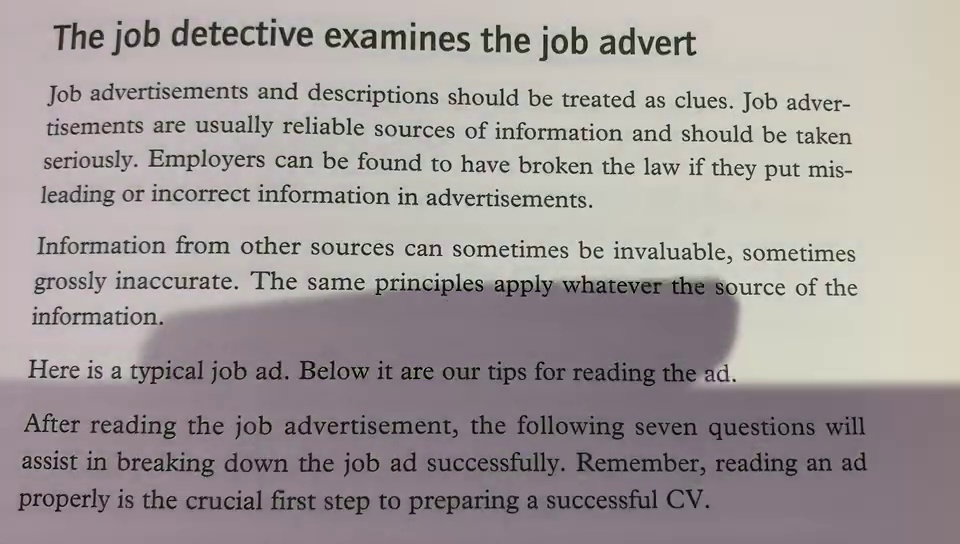 The job detective examines the job advert
Job advertisements and descriptions should be treated as clues. Job adver-
tisements are usually reliable sources of information and should be taken
seriously. Employers can be found to have broken the law if they put mis-
leading or incorrect information in advertisements.
Information from other sources can sometimes be invaluable, sometimes
grossly inaccurate. The same principles apply whatever the source of the
information.
Here is a typical job ad. Below it are our tips for reading the ad.
After reading the job advertisement, the following seven questions will
assist in breaking down the job ad successfully. Remember, reading an ad
properly is the crucial first step to preparing a successful CV.